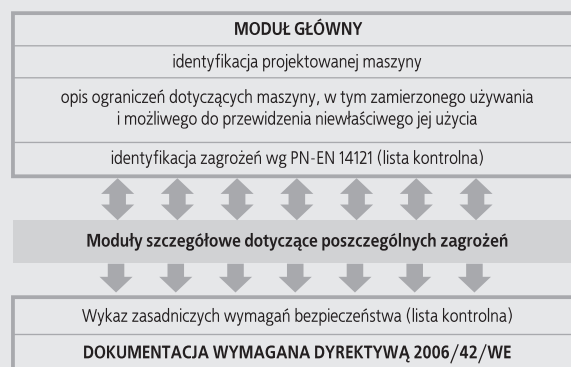 MODUŁ GŁÓWNY
identyfikacja projektowanej maszyny
opis ograniczeń dotyczących maszyny, w tym zamierzonego używania
i możliwego do przewidzenia niewłaściwego jej użycia
identyfikacja zagrożeń wg PN-EN 14121 (lista kontrolna)
Moduły szczegółowe dotyczące poszczególnych zagrożeń
Wykaz zasadniczych wymagań bezpieczeństwa (lista kontrolna)
DOKUMENTACJA WYMAGANA DYREKTYWĄ 2006/42/WE